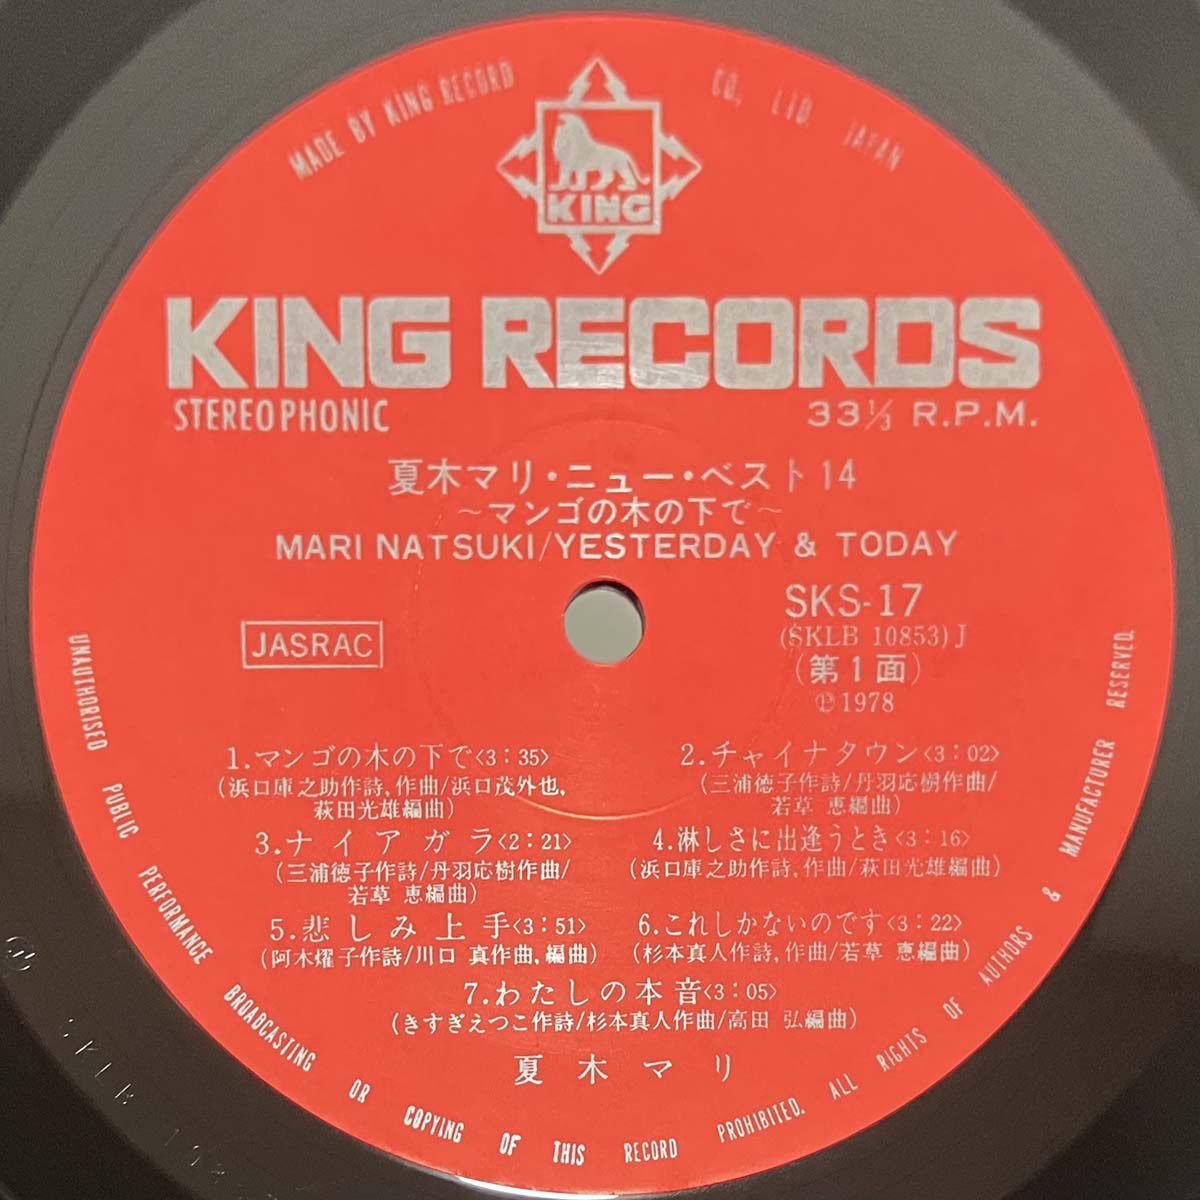 MADE BY KING RECORD CO., LTD. JAPAN
KING
KING RECORDS
STEREOPHONIC
33⅓ R.P.M.
夏木マリ・ニュー・ベスト14
～マンゴの木の下で～
MARI NATSUKI/YESTERDAY & TODAY
JASRAC
SKS-17
(SKLB 10853)J
(第1面)
℗1978
1.マンゴの木の下で<3:35>
(浜口庫之助作詩,作曲/浜口茂外也,
萩田光雄編曲)
2.チャイナタウン<3:02>
(三浦徳子作詩/丹羽応樹作曲/
若草 恵編曲)
3.ナイアガラ<2:21>
(三浦徳子作詩/丹羽応樹作曲/
若草 恵編曲)
4.淋しさに出逢うとき<3:16>
(浜口庫之助作詩,作曲/萩田光雄編曲)
5.悲しみ上手<3:51>
(阿木燿子作詩/川口 真作曲,編曲)
6.これしかないのです<3:22>
(杉本真人作詩,作曲/若草 恵編曲)
7.わたしの本音<3:05>
(きすぎえつこ作詩/杉本真人作曲/高田 弘編曲)
夏木マリ
UNAUTHORISED PUBLIC PERFORMANCE BROADCASTING OR COPYING OF THIS RECORD PROHIBITED. ALL RIGHTS OF AUTHORS & MANUFACTURER RESERVED.